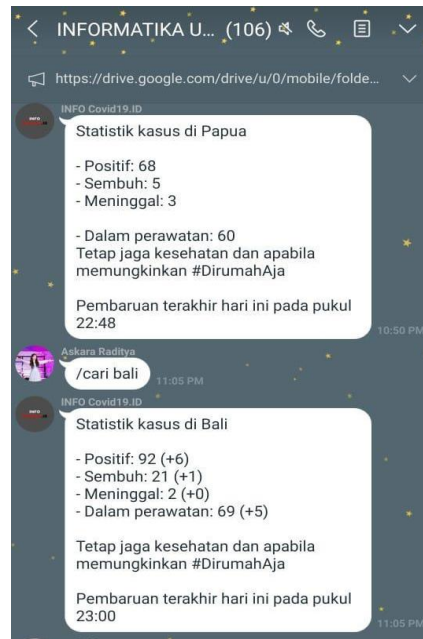 INFORMATIKA U... (106)
https://drive.google.com/drive/u/0/mobile/folde...
INFO Covid19.ID
Statistik kasus di Papua
- Positif: 68
- Sembuh: 5
- Meninggal: 3
- Dalam perawatan: 60
Tetap jaga kesehatan dan apabila
memungkinkan #DirumahAja
Pembaruan terakhir hari ini pada pukul
22:48
10:50 PM
Askara Raditya
/cari bali
11:05 PM
INFO Covid19.ID
Statistik kasus di Bali
- Positif: 92 (+6)
- Sembuh: 21 (+1)
- Meninggal: 2 (+0)
- Dalam perawatan: 69 (+5)
Tetap jaga kesehatan dan apabila
memungkinkan #DirumahAja
Pembaruan terakhir hari ini pada pukul
23:00
11:05 PM